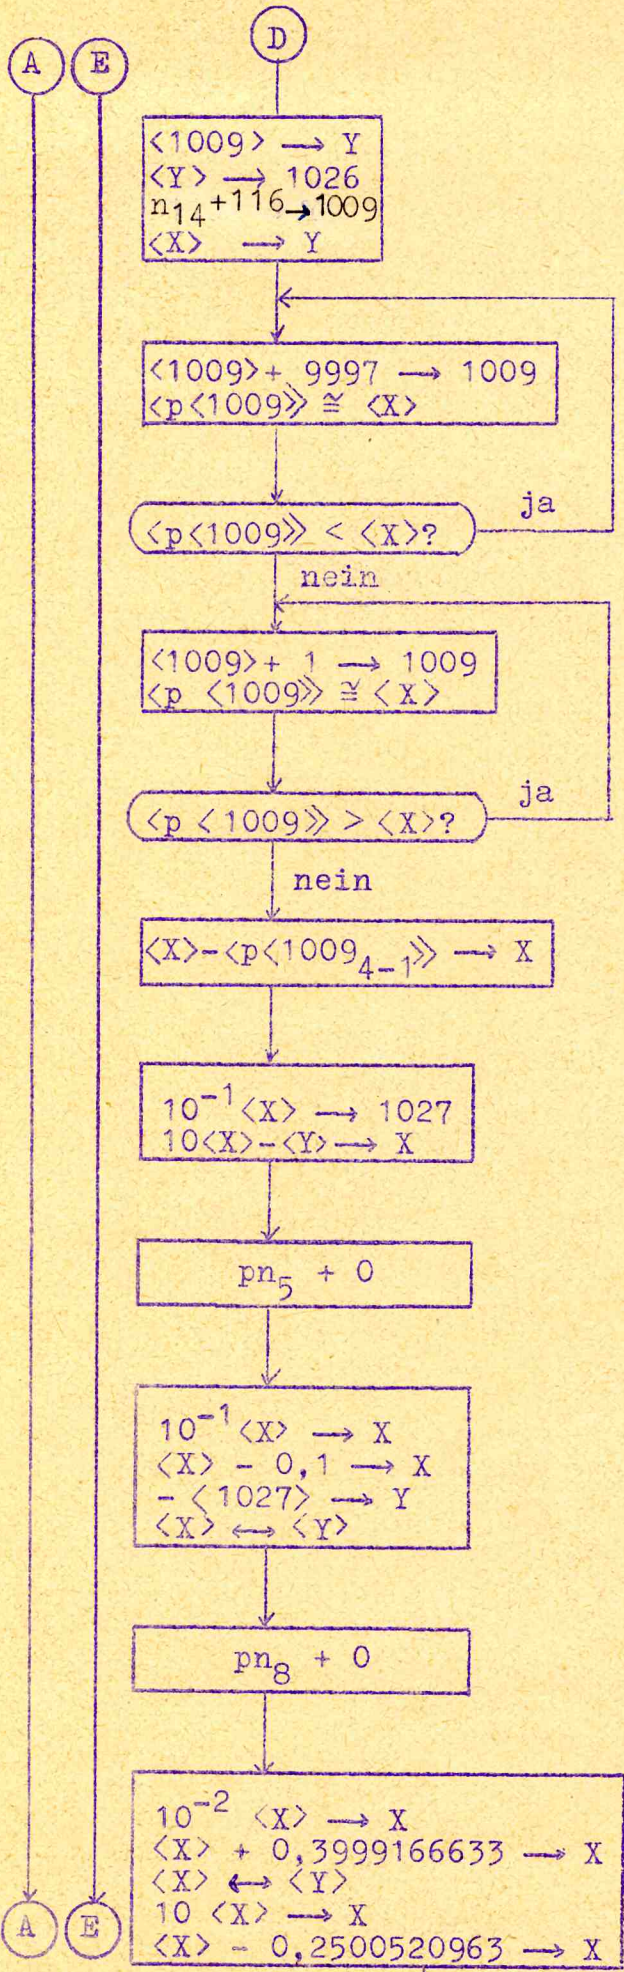 D
A E
<1009> → Y
<Y> → 1026
n₁₄+116→1009
<X> → Y
<1009>+ 9997 → 1009
<p<1009≫ ≅ <X>
<p<1009≫ < <X>?
ja
nein
<1009>+ 1 → 1009
<p <1009≫ ≅ <X>
<p <1009≫ > <X>?
ja
nein
<X>-<p<1009₄₋₁≫ → X
10⁻¹<X> → 1027
10<X>-<Y>→ X
pn₅ + 0
10⁻¹<X> → X
<X> - 0,1 → X
- <1027> → Y
<X> ↔ <Y>
pn₈ + 0
10⁻² <X> → X
<X> + 0,3999166633 → X
<X> ↔ <Y>
10 <X> → X
<X> - 0,2500520963 → X
A E